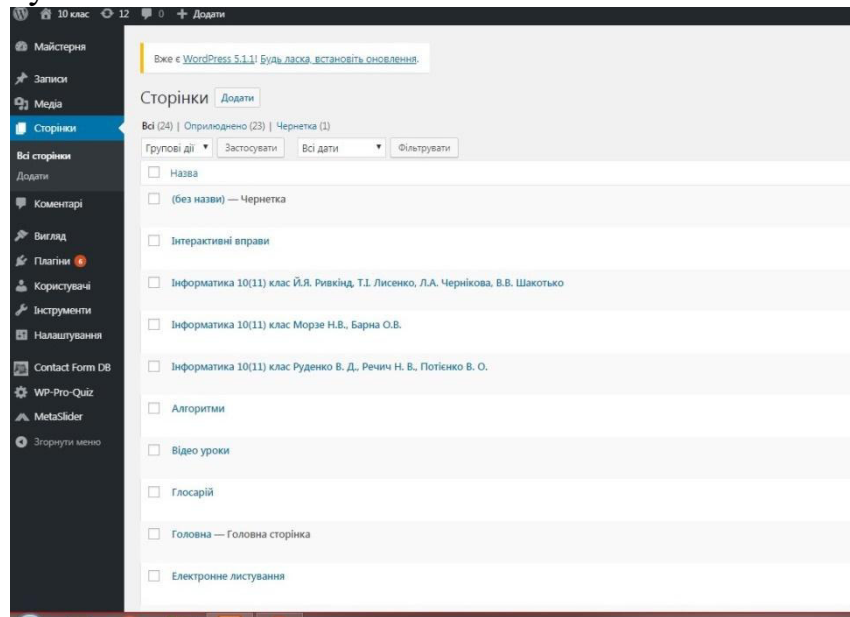 10 клас 12 0 + Додати
Майстерня
Записи
Медіа
Сторінки
Всі сторінки
Додати
Коментарі
Вигляд
Плагіни 6
Користувачі
Інструменти
Налаштування
Contact Form DB
WP-Pro-Quiz
MetaSlider
Згорнути меню
Вже є WordPress 5.1.1! Будь ласка, встановіть оновлення.
Сторінки Додати
Всі (24) | Оприлюднено (23) | Чернетка (1)
Групові дії Застосувати Всі дати Фільтрувати
Назва
(без назви) — Чернетка
Інтерактивні вправи
Інформатика 10(11) клас Й.Я. Ривкінд, Т.І. Лисенко, Л.А. Чернікова, В.В. Шакотько
Інформатика 10(11) клас Морзе Н.В., Барна О.В.
Інформатика 10(11) клас Руденко В. Д., Речич Н. В., Потієнко В. О.
Алгоритми
Відео уроки
Глосарій
Головна — Головна сторінка
Електронне листування